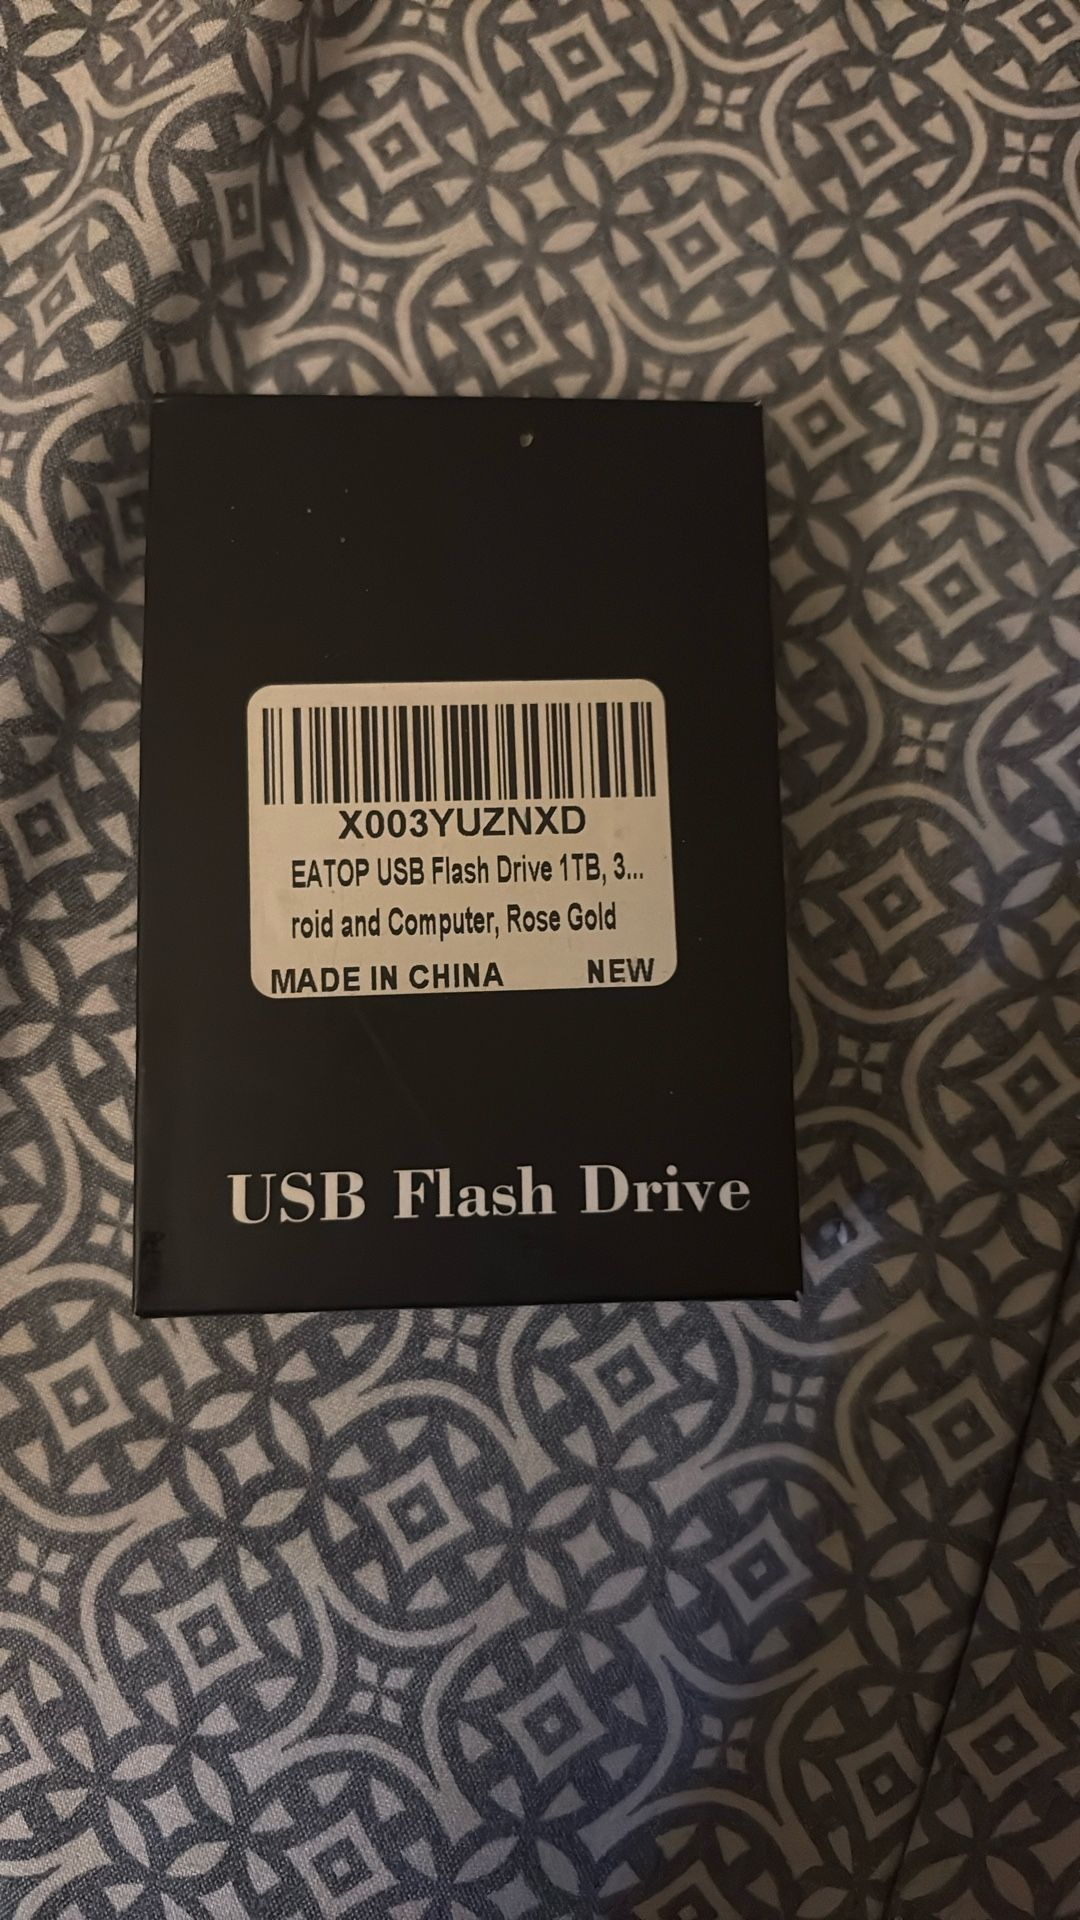 X003YUZNXD
EATOP USB Flash Drive 1TB, 3...
roid and Computer, Rose Gold
MADE IN CHINA NEW
USB Flash Drive